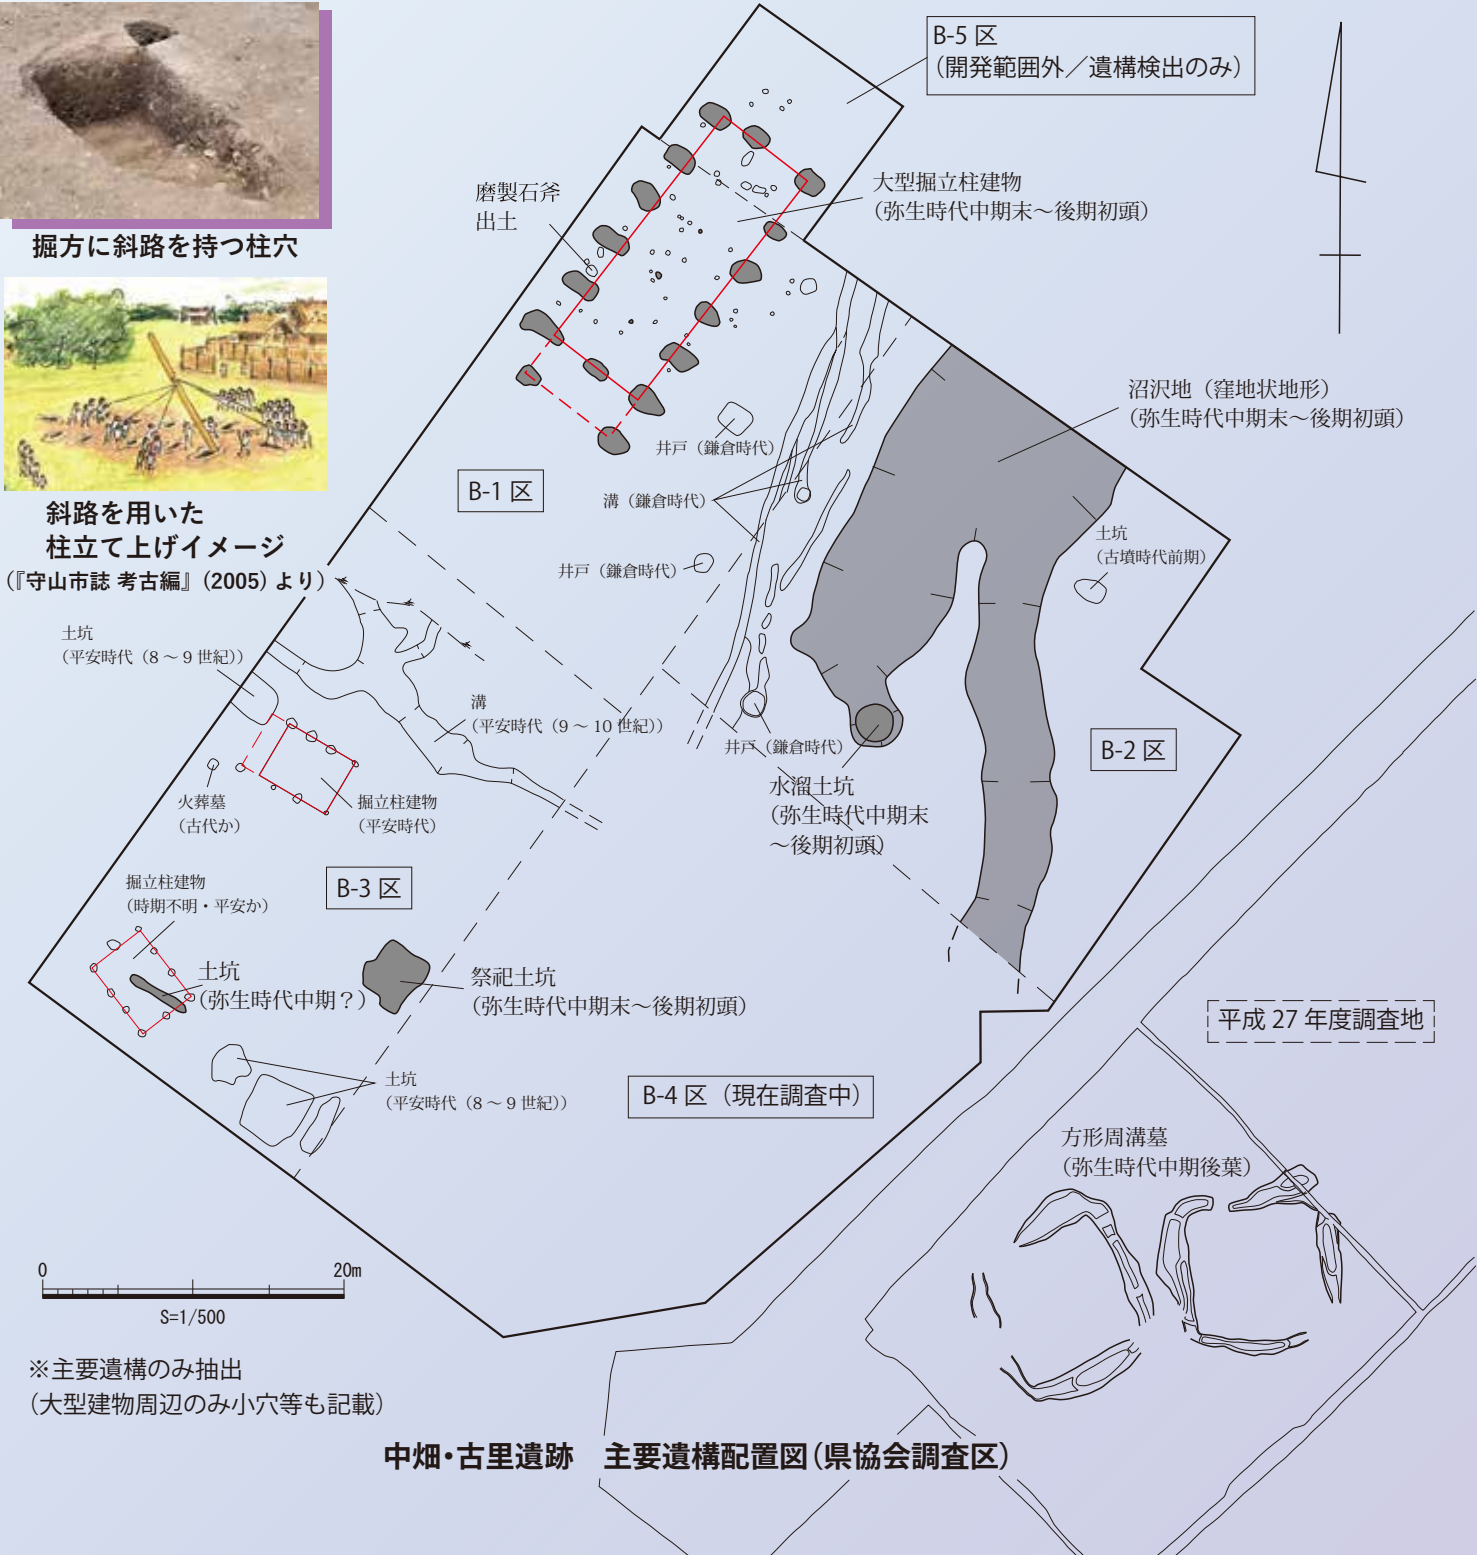 掘方に斜路を持つ柱穴
斜路を用いた
柱立て上げイメージ
(『守山市誌 考古編』(2005) より)
B-5 区
(開発範囲外／遺構検出のみ)
磨製石斧
出土
大型掘立柱建物
(弥生時代中期末～後期初頭)
沼沢地（窪地状地形）
(弥生時代中期末～後期初頭)
井戸（鎌倉時代）
B-1 区
溝（鎌倉時代）
土坑
(古墳時代前期)
井戸（鎌倉時代）
土坑
(平安時代（8～9 世紀）)
溝
(平安時代（9～10 世紀）)
井戸（鎌倉時代）
B-2 区
水溜土坑
(弥生時代中期末
～後期初頭)
火葬墓
(古代か)
掘立柱建物
(平安時代)
B-3 区
掘立柱建物
(時期不明・平安か)
土坑
(弥生時代中期？)
祭祀土坑
(弥生時代中期末～後期初頭)
平成 27 年度調査地
土坑
(平安時代（8～9 世紀）)
B-4 区（現在調査中）
方形周溝墓
(弥生時代中期後葉)
0 20m
S=1/500
※主要遺構のみ抽出
(大型建物周辺のみ小穴等も記載)
中畑・古里遺跡　主要遺構配置図(県協会調査区)